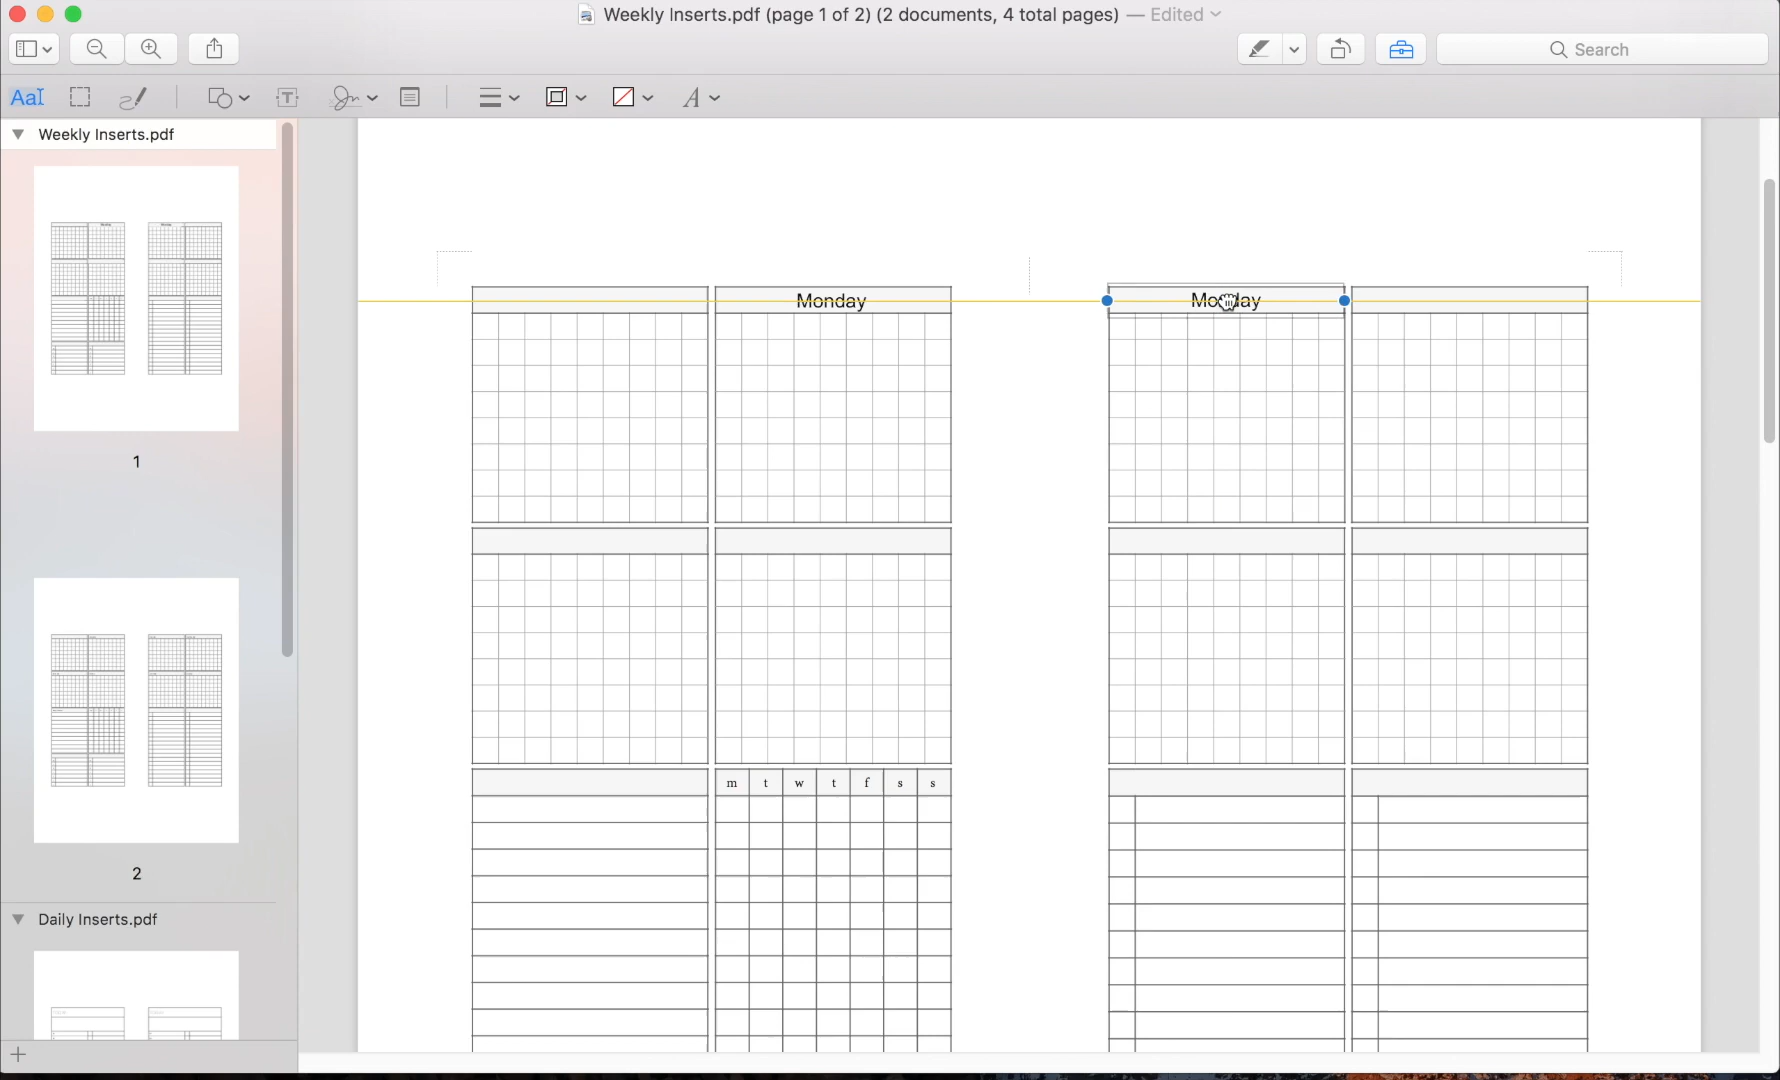 Weekly Inserts.pdf (page 1 of 2) (2 documents, 4 total pages) — Edited
Search
AaI
T
A
Weekly Inserts.pdf
1
2
Daily Inserts.pdf
Monday
Monday
m t w t f s s